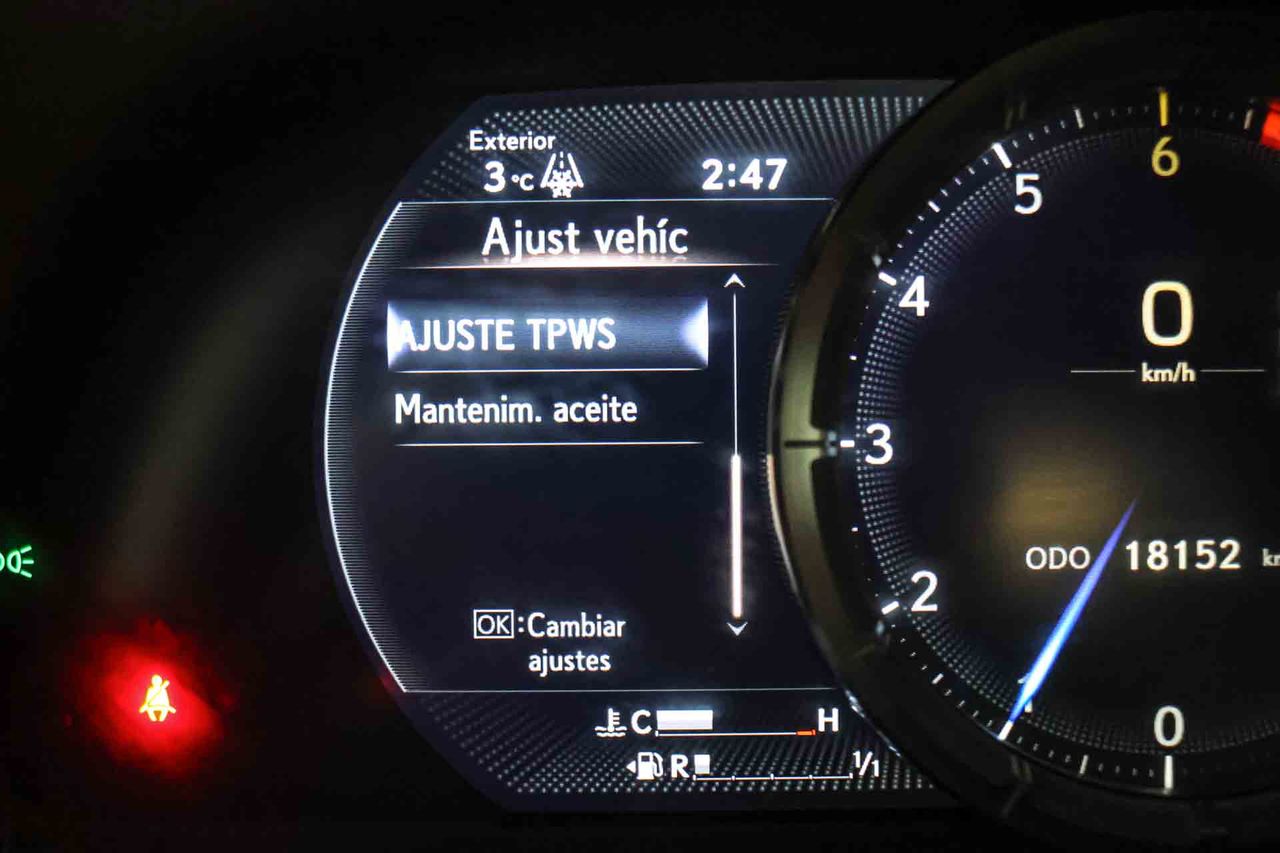 Exterior
3 °C 2:47
Ajust vehíc
AJUSTE TPWS
Mantenim. aceite
OK:Cambiar
ajustes
C H
R 1/1
6
5
4
3
2
1
0
0
km/h
ODO 18152